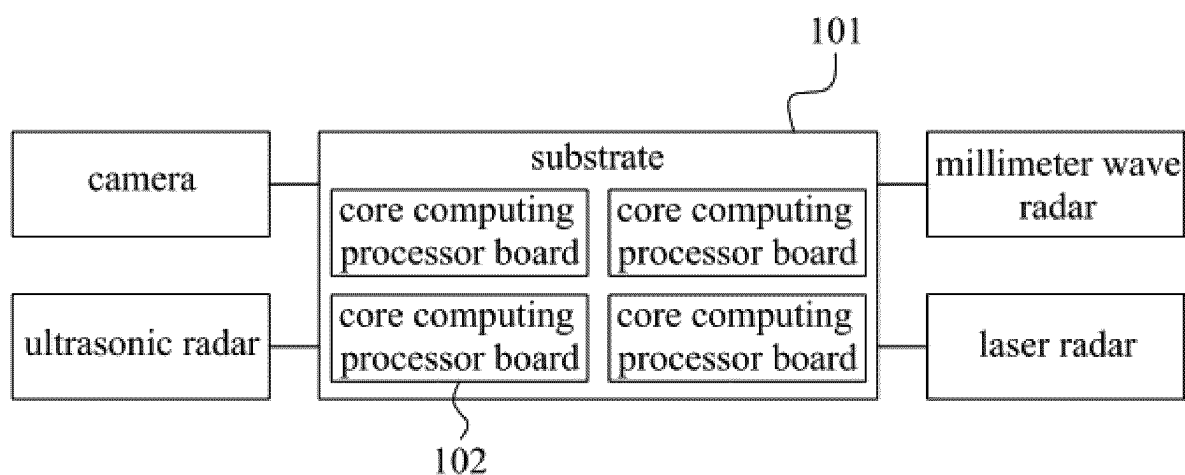 101
camera
substrate
millimeter wave
radar
core computing
processor board
core computing
processor board
ultrasonic radar
core computing
processor board
core computing
processor board
laser radar
102